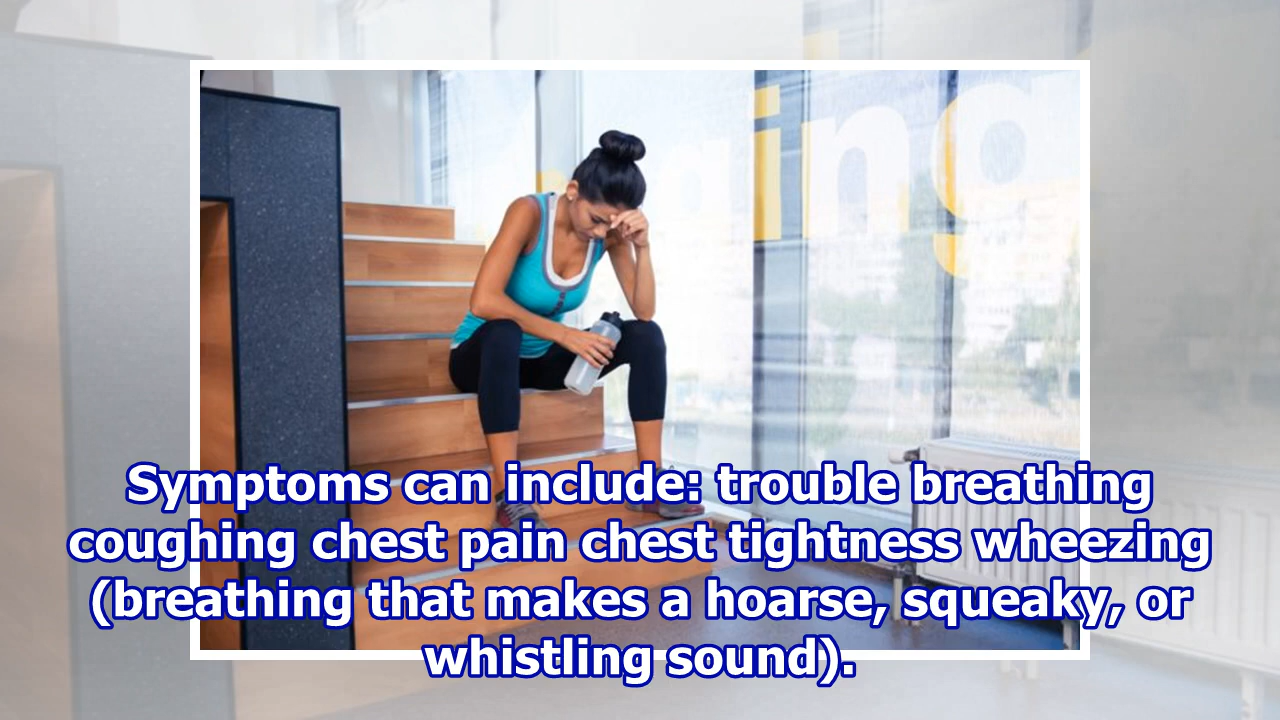 ing
Symptoms can include: trouble breathing
coughing chest pain chest tightness wheezing
(breathing that makes a hoarse, squeaky, or
whistling sound).